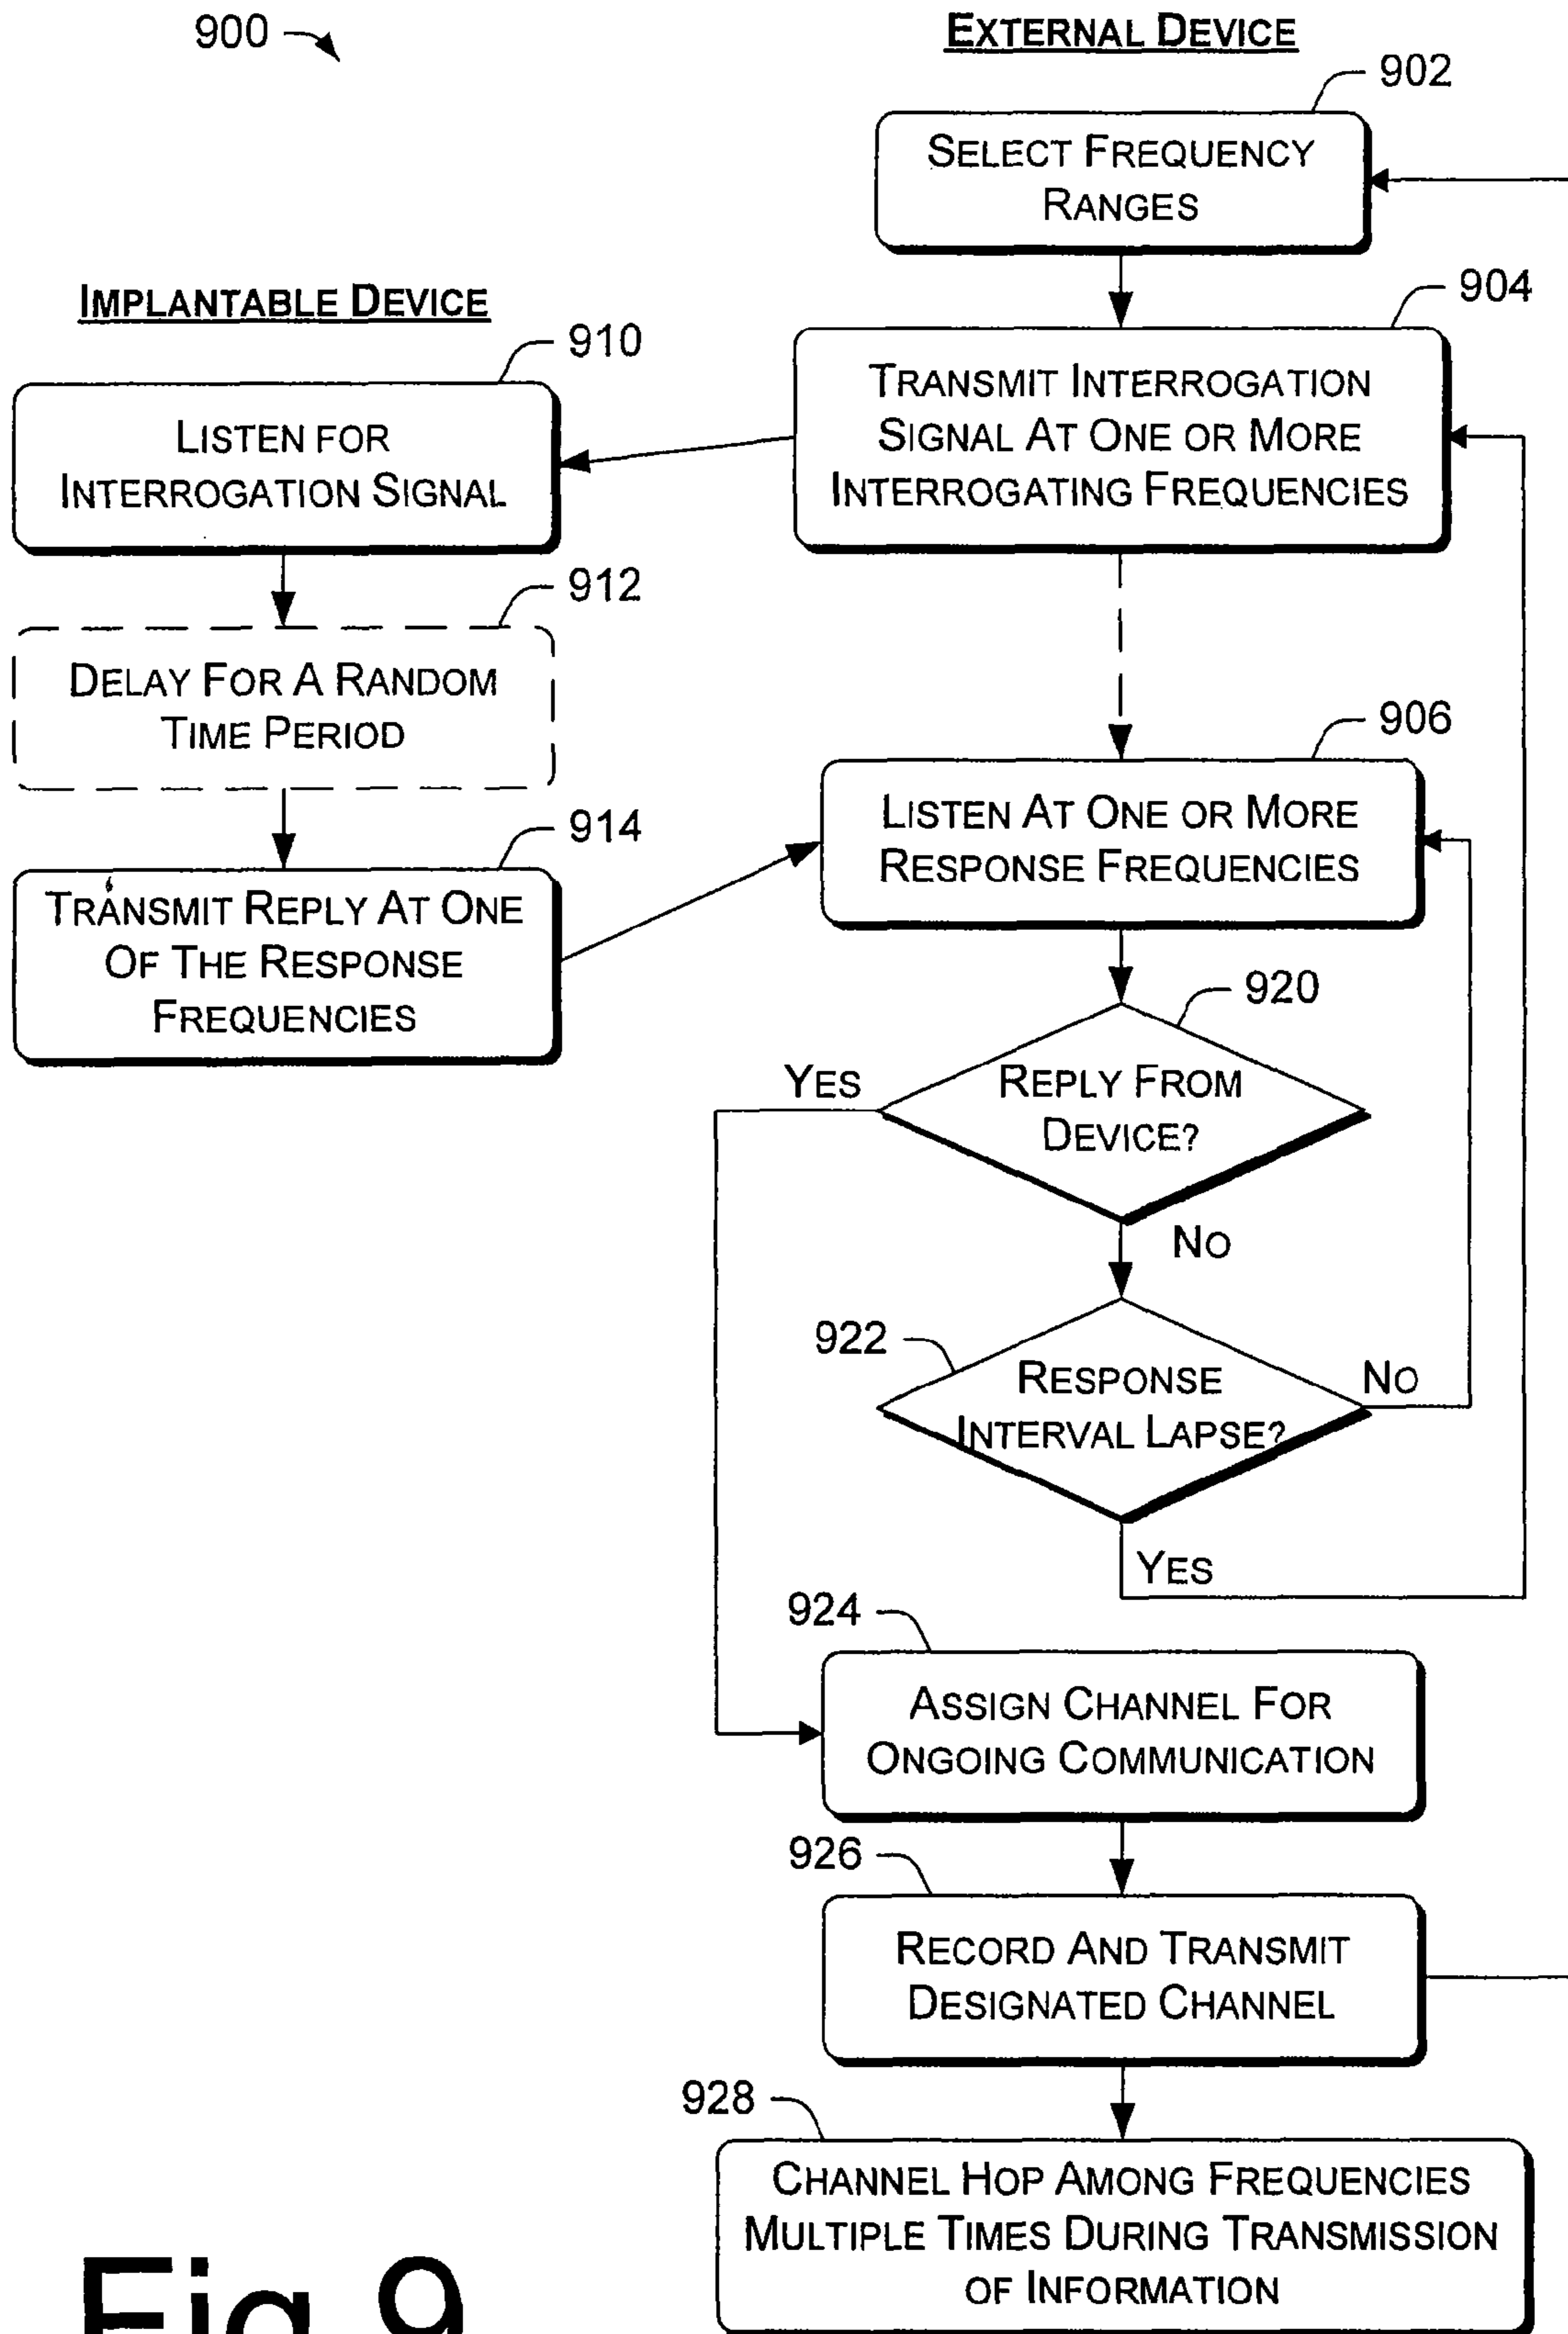 900
EXTERNAL DEVICE
902
SELECT FREQUENCY
RANGES
904
TRANSMIT INTERROGATION
SIGNAL AT ONE OR MORE
INTERROGATING FREQUENCIES
IMPLANTABLE DEVICE
910
LISTEN FOR
INTERROGATION SIGNAL
912
DELAY FOR A RANDOM
TIME PERIOD
914
TRANSMIT REPLY AT ONE
OF THE RESPONSE
FREQUENCIES
906
LISTEN AT ONE OR MORE
RESPONSE FREQUENCIES
920
REPLY FROM
DEVICE?
YES
NO
922
RESPONSE
INTERVAL LAPSE?
NO
YES
924
ASSIGN CHANNEL FOR
ONGOING COMMUNICATION
926
RECORD AND TRANSMIT
DESIGNATED CHANNEL
928
CHANNEL HOP AMONG FREQUENCIES
MULTIPLE TIMES DURING TRANSMISSION
OF INFORMATION
Fig. 9